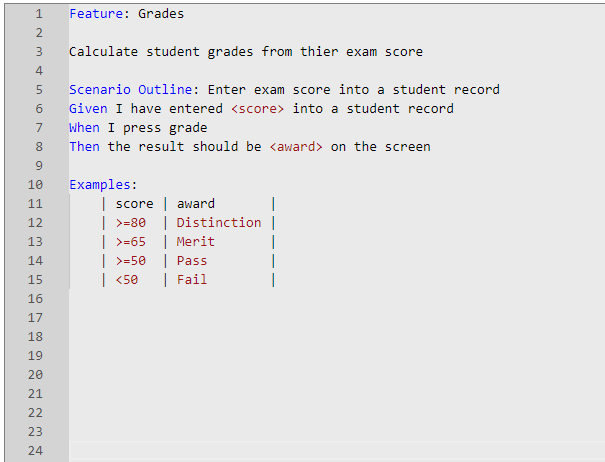 1 Feature: Grades
2
3 Calculate student grades from thier exam score
4
5 Scenario Outline: Enter exam score into a student record
6 Given I have entered <score> into a student record
7 When I press grade
8 Then the result should be <award> on the screen
9
10 Examples:
11 | score | award |
12 | >=80 | Distinction |
13 | >=65 | Merit |
14 | >=50 | Pass |
15 | <50 | Fail |
16
17
18
19
20
21
22
23
24